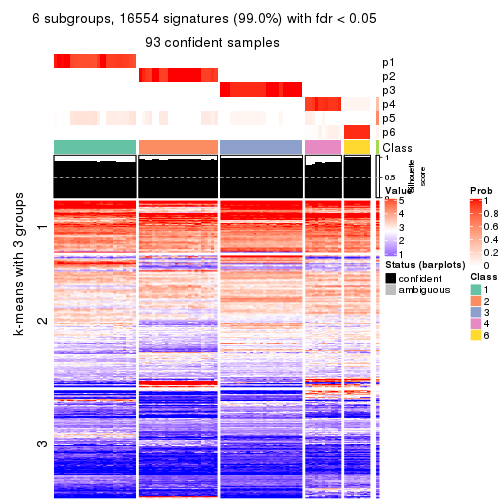 6 subgroups, 16554 signatures (99.0%) with fdr < 0.05
93 confident samples
p1
p2
p3
p4
p5
p6
Class
1
0.5
0
Silhouette
score
k-means with 3 groups
1
2
3
Value
5
4
3
2
1
Status (barplots)
confident
ambiguous
Prob
1
0.8
0.6
0.4
0.2
0
Class
1
2
3
4
6